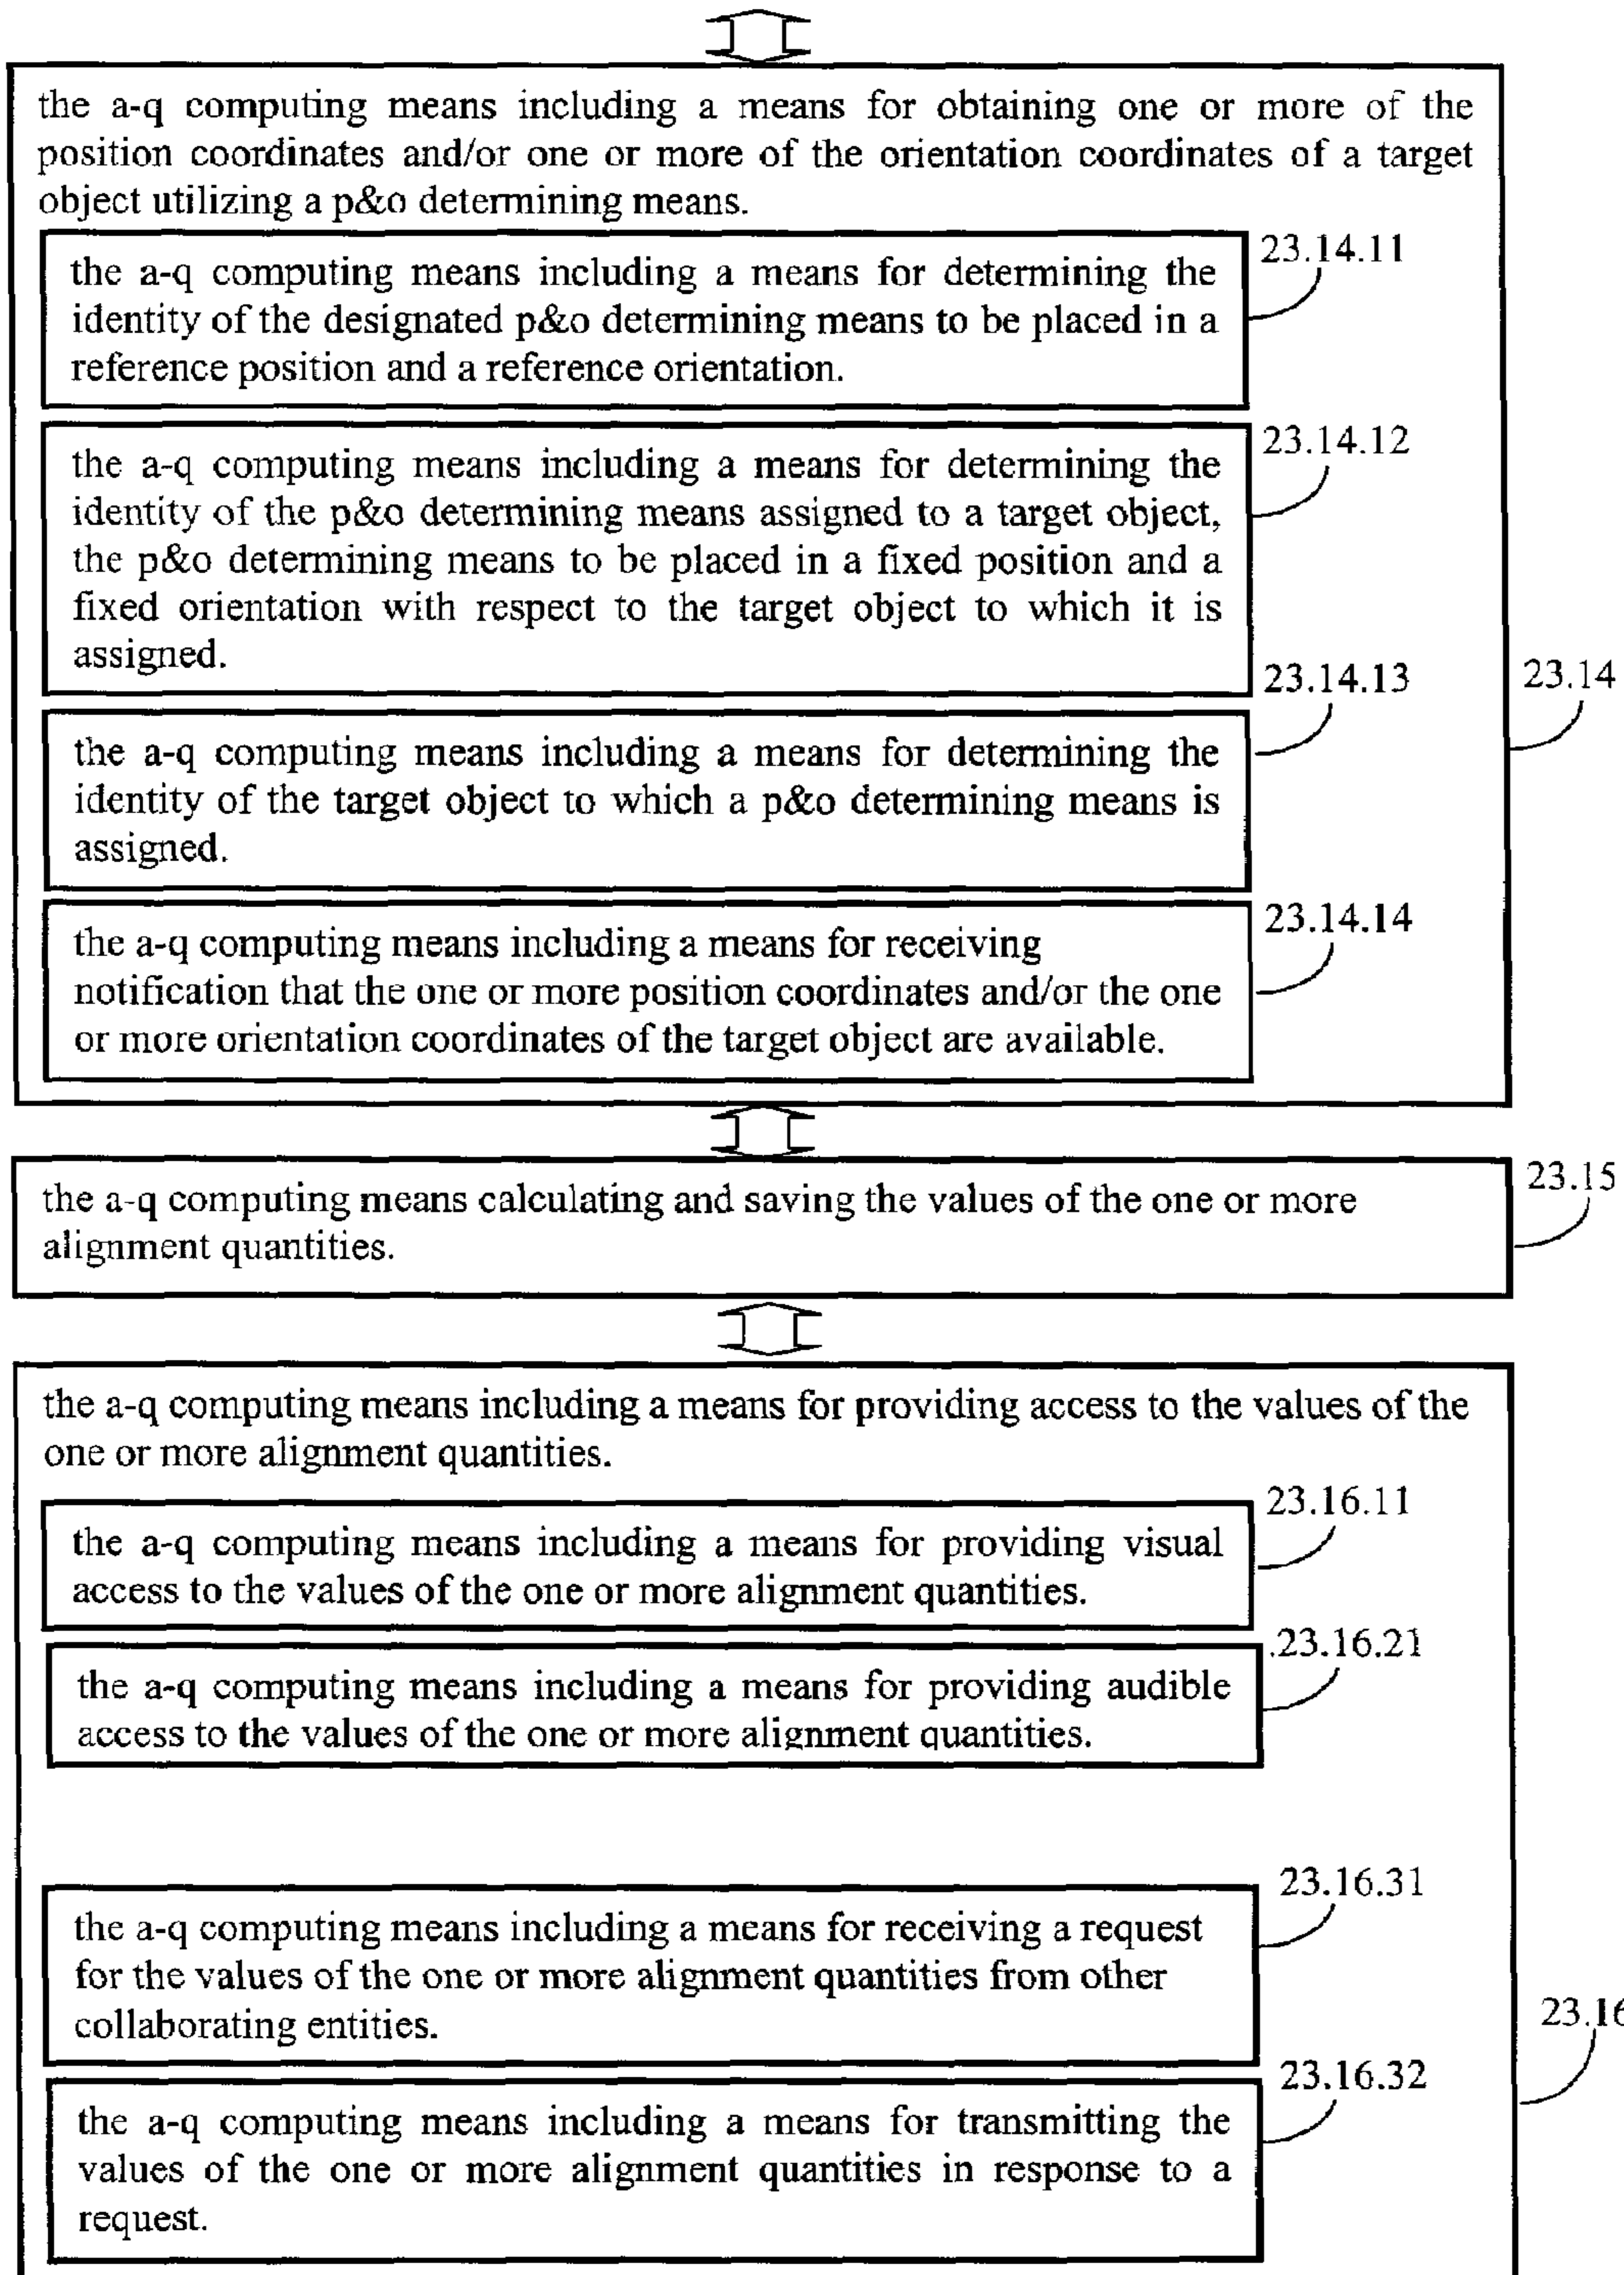 the a-q computing means including a means for obtaining one or more of the
position coordinates and/or one or more of the orientation coordinates of a target
object utilizing a p&o determining means.
23.14.11
the a-q computing means including a means for determining the
identity of the designated p&o determining means to be placed in a
reference position and a reference orientation.
23.14.12
the a-q computing means including a means for determining the
identity of the p&o determining means assigned to a target object,
the p&o determining means to be placed in a fixed position and a
fixed orientation with respect to the target object to which it is
assigned.
23.14.13
23.14
the a-q computing means including a means for determining the
identity of the target object to which a p&o determining means is
assigned.
23.14.14
the a-q computing means including a means for receiving
notification that the one or more position coordinates and/or the one
or more orientation coordinates of the target object are available.
23.15
the a-q computing means calculating and saving the values of the one or more
alignment quantities.
the a-q computing means including a means for providing access to the values of the
one or more alignment quantities.
23.16.11
the a-q computing means including a means for providing visual
access to the values of the one or more alignment quantities.
.23.16.21
the a-q computing means including a means for providing audible
access to the values of the one or more alignment quantities.
23.16.31
the a-q computing means including a means for receiving a request
for the values of the one or more alignment quantities from other
collaborating entities.
23.16
23.16.32
the a-q computing means including a means for transmitting the
values of the one or more alignment quantities in response to a
request.